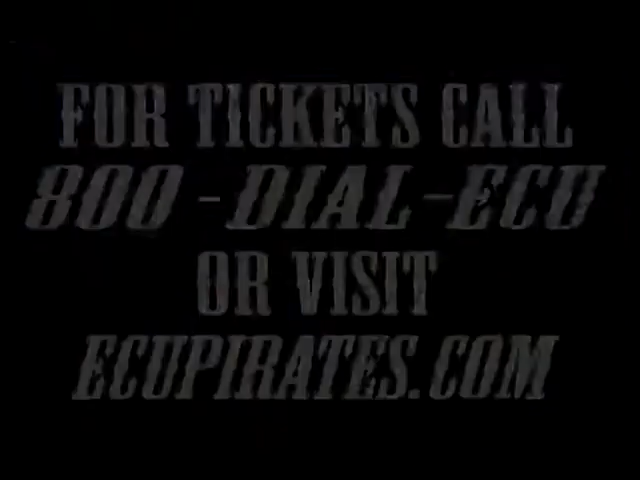 FOR TICKETS CALL
800-DIAL-ECU
OR VISIT
ECUPIRATES.COM